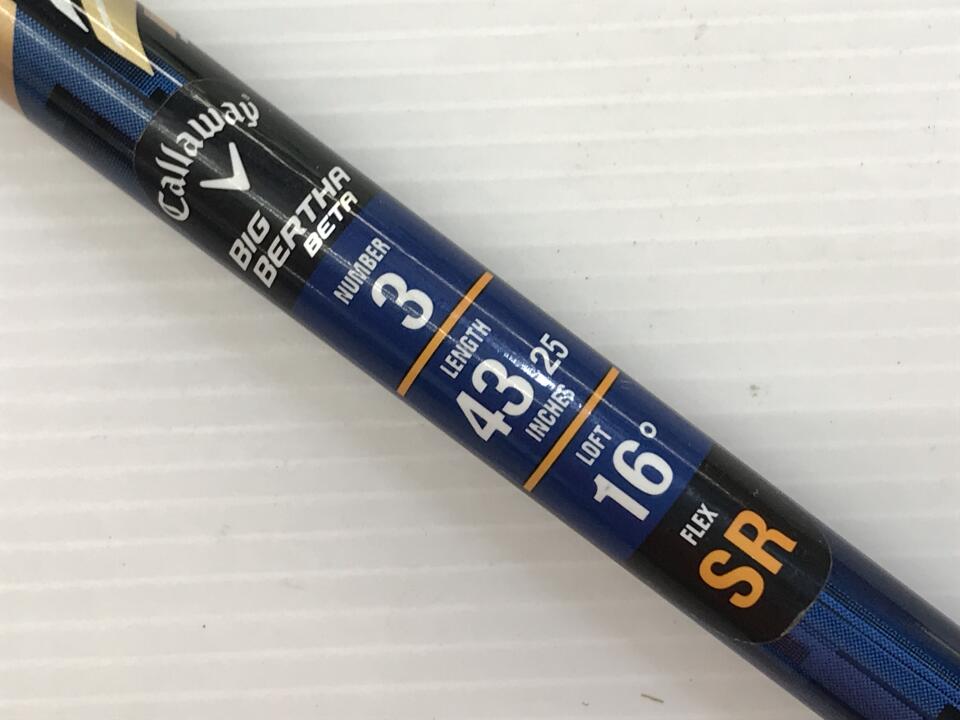 Callaway
BIG
BERTHA
BETA
NUMBER
3
LENGTH
43.25
INCHES
LOFT
16°
FLEX
SR